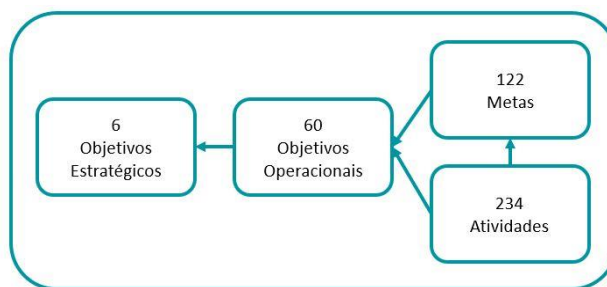 6
Objetivos
Estratégicos
60
Objetivos
Operacionais
122
Metas
234
Atividades